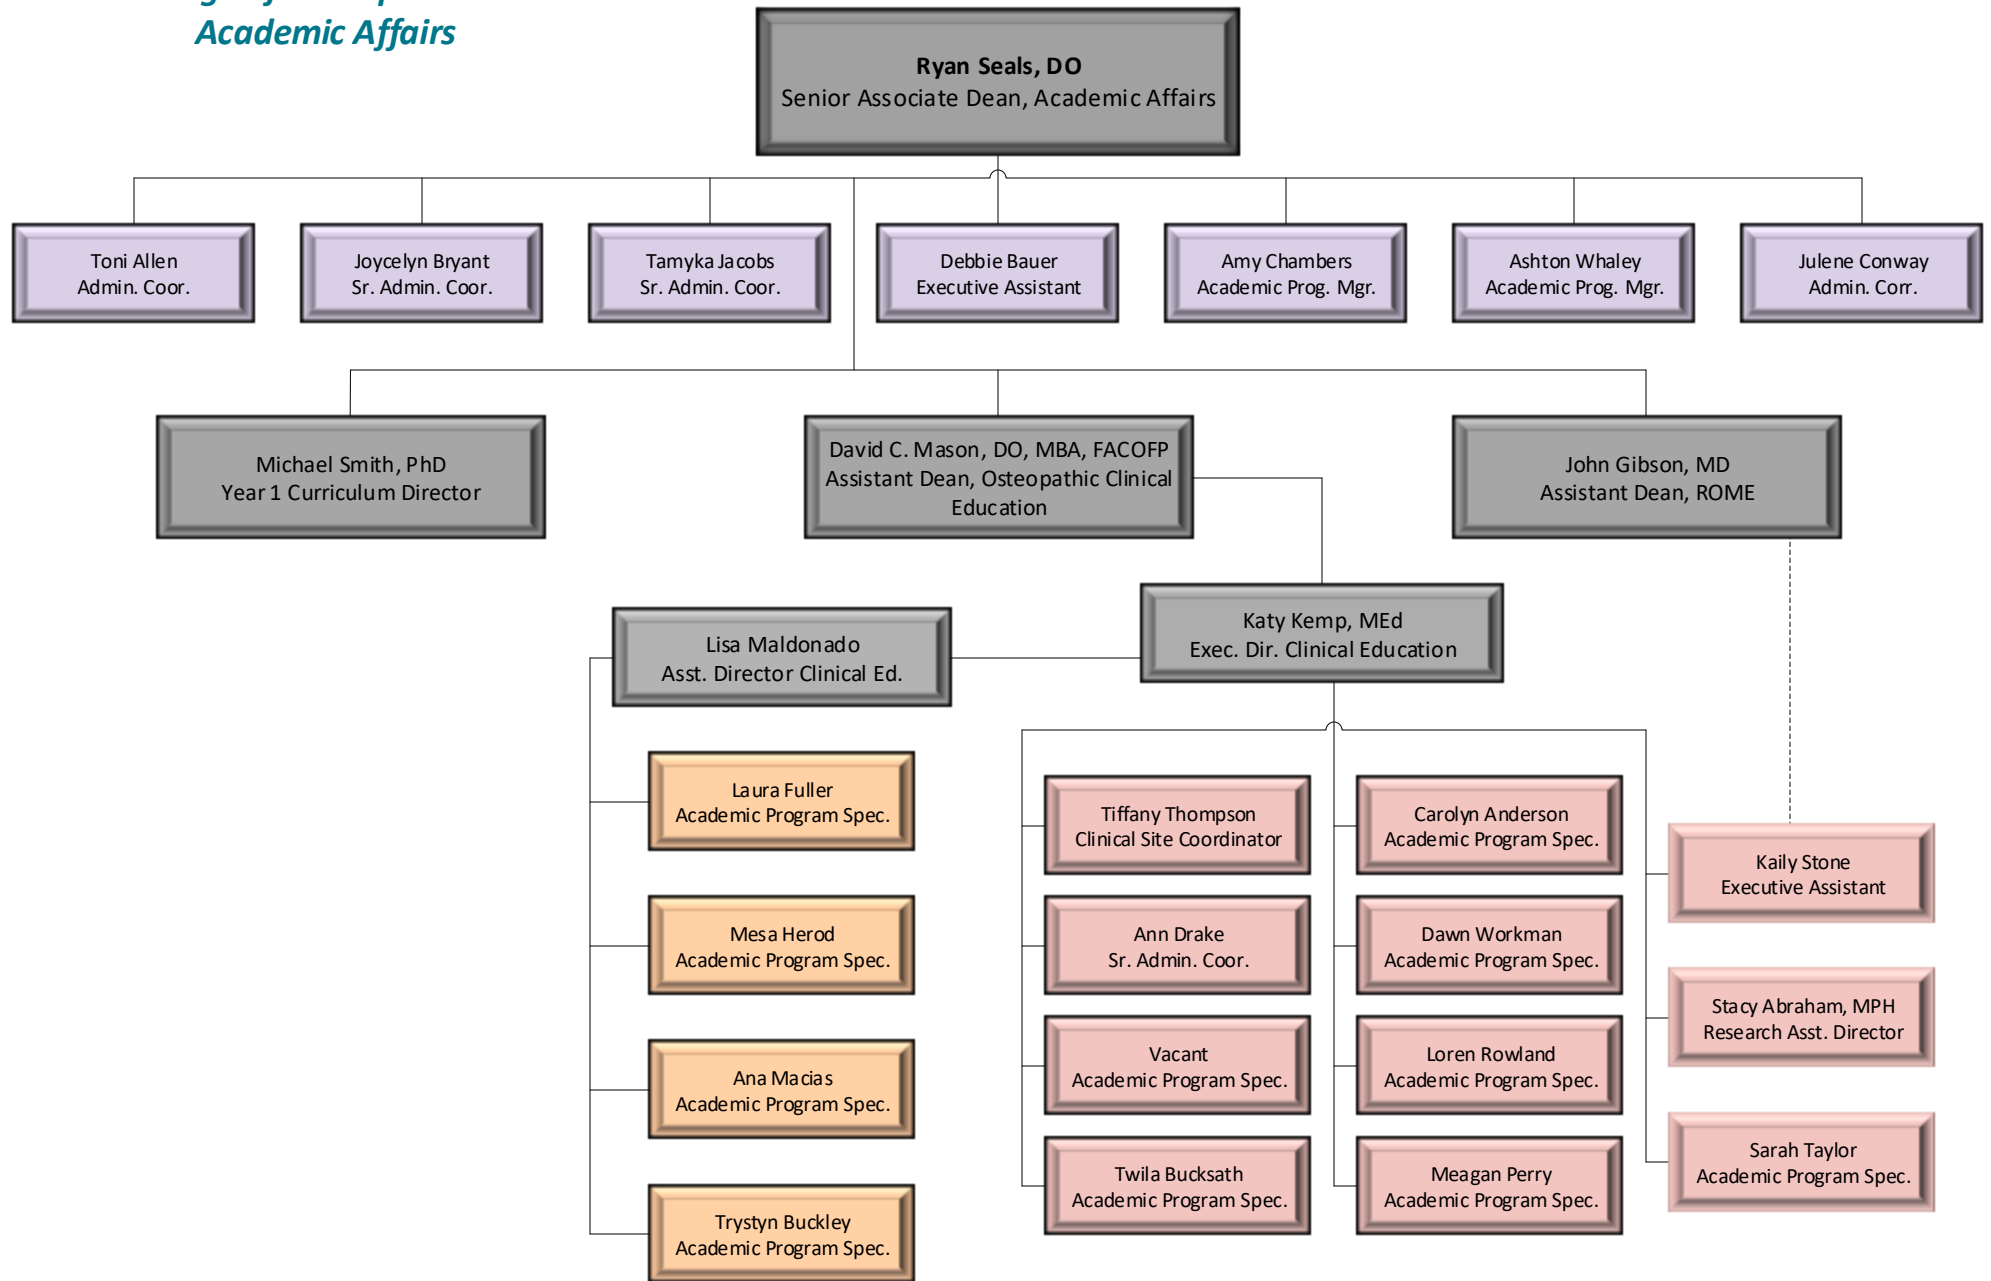 Academic Affairs
Ryan Seals, DO
Senior Associate Dean, Academic Affairs
Toni Allen
Admin. Coor.
Joycelyn Bryant
Sr. Admin. Coor.
Tamyka Jacobs
Sr. Admin. Coor.
Debbie Bauer
Executive Assistant
Amy Chambers
Academic Prog. Mgr.
Ashton Whaley
Academic Prog. Mgr.
Julene Conway
Admin. Corr.
Michael Smith, PhD
Year 1 Curriculum Director
David C. Mason, DO, MBA, FACOFP
Assistant Dean, Osteopathic Clinical
Education
John Gibson, MD
Assistant Dean, ROME
Lisa Maldonado
Asst. Director Clinical Ed.
Katy Kemp, MEd
Exec. Dir. Clinical Education
Laura Fuller
Academic Program Spec.
Mesa Herod
Academic Program Spec.
Ana Macias
Academic Program Spec.
Trystyn Buckley
Academic Program Spec.
Tiffany Thompson
Clinical Site Coordinator
Ann Drake
Sr. Admin. Coor.
Vacant
Academic Program Spec.
Twila Bucksath
Academic Program Spec.
Carolyn Anderson
Academic Program Spec.
Dawn Workman
Academic Program Spec.
Loren Rowland
Academic Program Spec.
Meagan Perry
Academic Program Spec.
Kaily Stone
Executive Assistant
Stacy Abraham, MPH
Research Asst. Director
Sarah Taylor
Academic Program Spec.